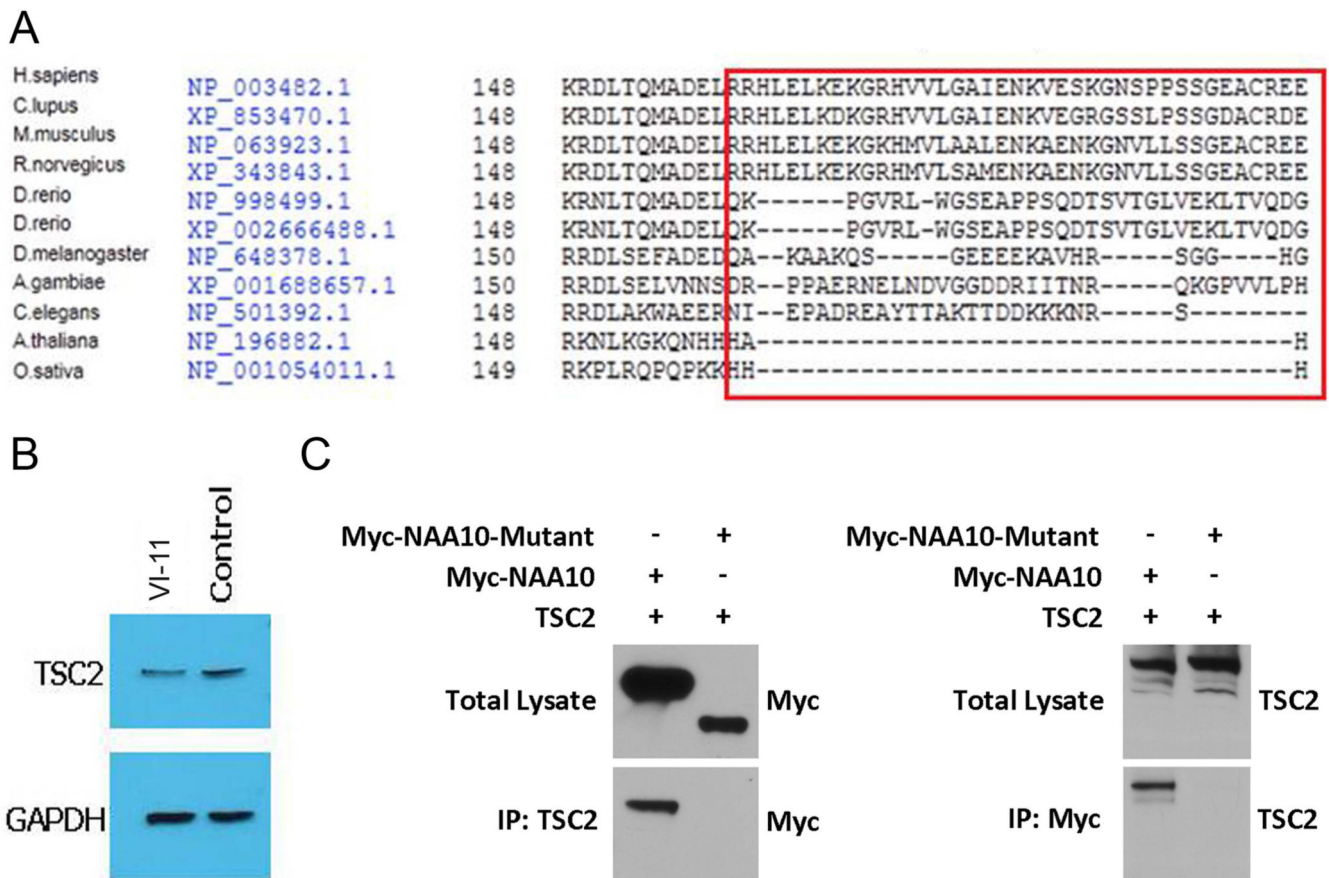 A
H.sapiens NP_003482.1 148 KRDLTQMADELRRHLELKEKGRHVVLGAIENKVESKGNSPPSSGEACREE
C.lupus XP_853470.1 148 KRDLTQMADELRRHLELKDKGRHVVLGAIENKVEGRGSSLPSSGDACRDE
M.musculus NP_063923.1 148 KRDLTQMADELRRHLELKEKGKHMVLAALENKAENKGNVLLSSGEACREE
R.norvegicus XP_343843.1 148 KRDLTQMADELRRHLELKEKGRHMVLSAMENKAENKGNVLLSSGEACREE
D.rerio NP_998499.1 148 KRNLTQMADELQK------PGVRL-WGSEAPPSQDTSVTGLVEKLTVQDG
D.rerio XP_002666488.1 148 KRNLTQMADELQK------PGVRL-WGSEAPPSQDTSVTGLVEKLTVQDG
D.melanogaster NP_648378.1 150 RRDLSEFADEDQA--KAAKQS-----GEEEEKAVHR-----SGG----HG
A.gambiae XP_001688657.1 150 RRDLSELVNNSDR--PPAERNELNDVGGDDRIITNR-----QKGPVVLPH
C.elegans NP_501392.1 148 RRDLAKWAEERNI--EPADREAYTTAKTTDDKKKNR-----S--------
A.thaliana NP_196882.1 148 RKNLKGKQNHHHA------------------------------------H
O.sativa NP_001054011.1 149 RKPLRQPQPKKHH------------------------------------H
B
VI-11 Control
TSC2
GAPDH
C
Myc-NAA10-Mutant - +
Myc-NAA10 + -
TSC2 + +
Total Lysate Myc
IP: TSC2 Myc
Myc-NAA10-Mutant - +
Myc-NAA10 + -
TSC2 + +
Total Lysate TSC2
IP: Myc TSC2